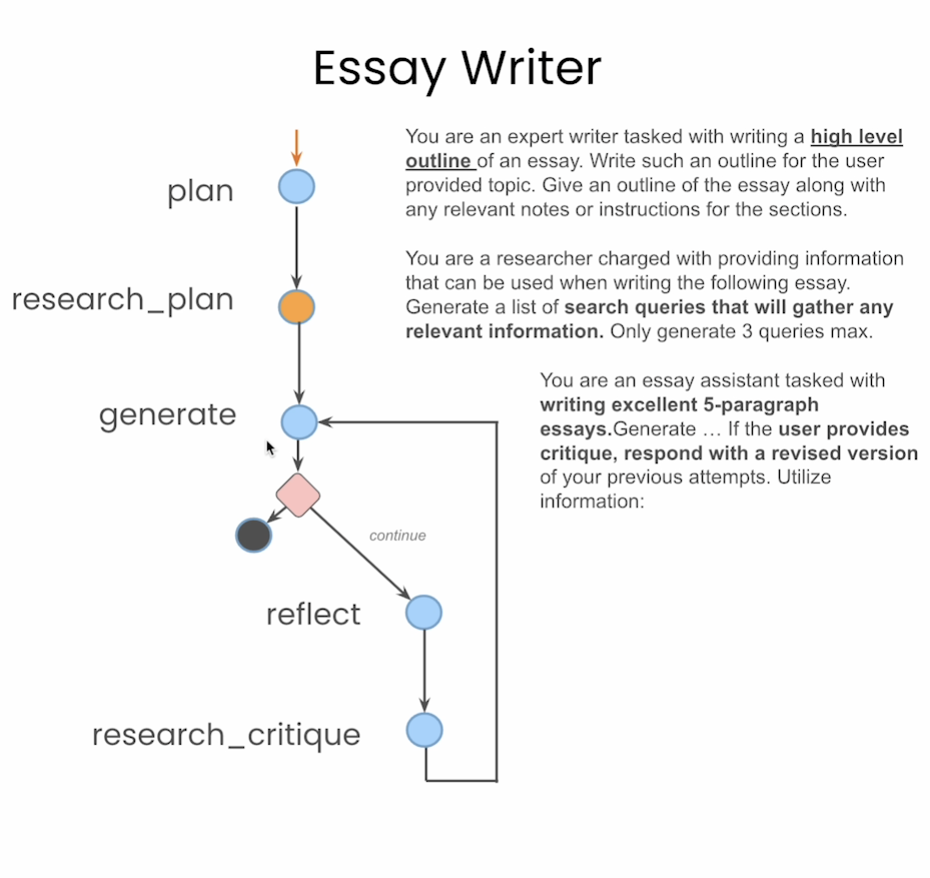 Essay Writer
plan
You are an expert writer tasked with writing a high level
outline of an essay. Write such an outline for the user
provided topic. Give an outline of the essay along with
any relevant notes or instructions for the sections.
research_plan
You are a researcher charged with providing information
that can be used when writing the following essay.
Generate a list of search queries that will gather any
relevant information. Only generate 3 queries max.
generate
You are an essay assistant tasked with
writing excellent 5-paragraph
essays.Generate … If the user provides
critique, respond with a revised version
of your previous attempts. Utilize
information:
continue
reflect
research_critique